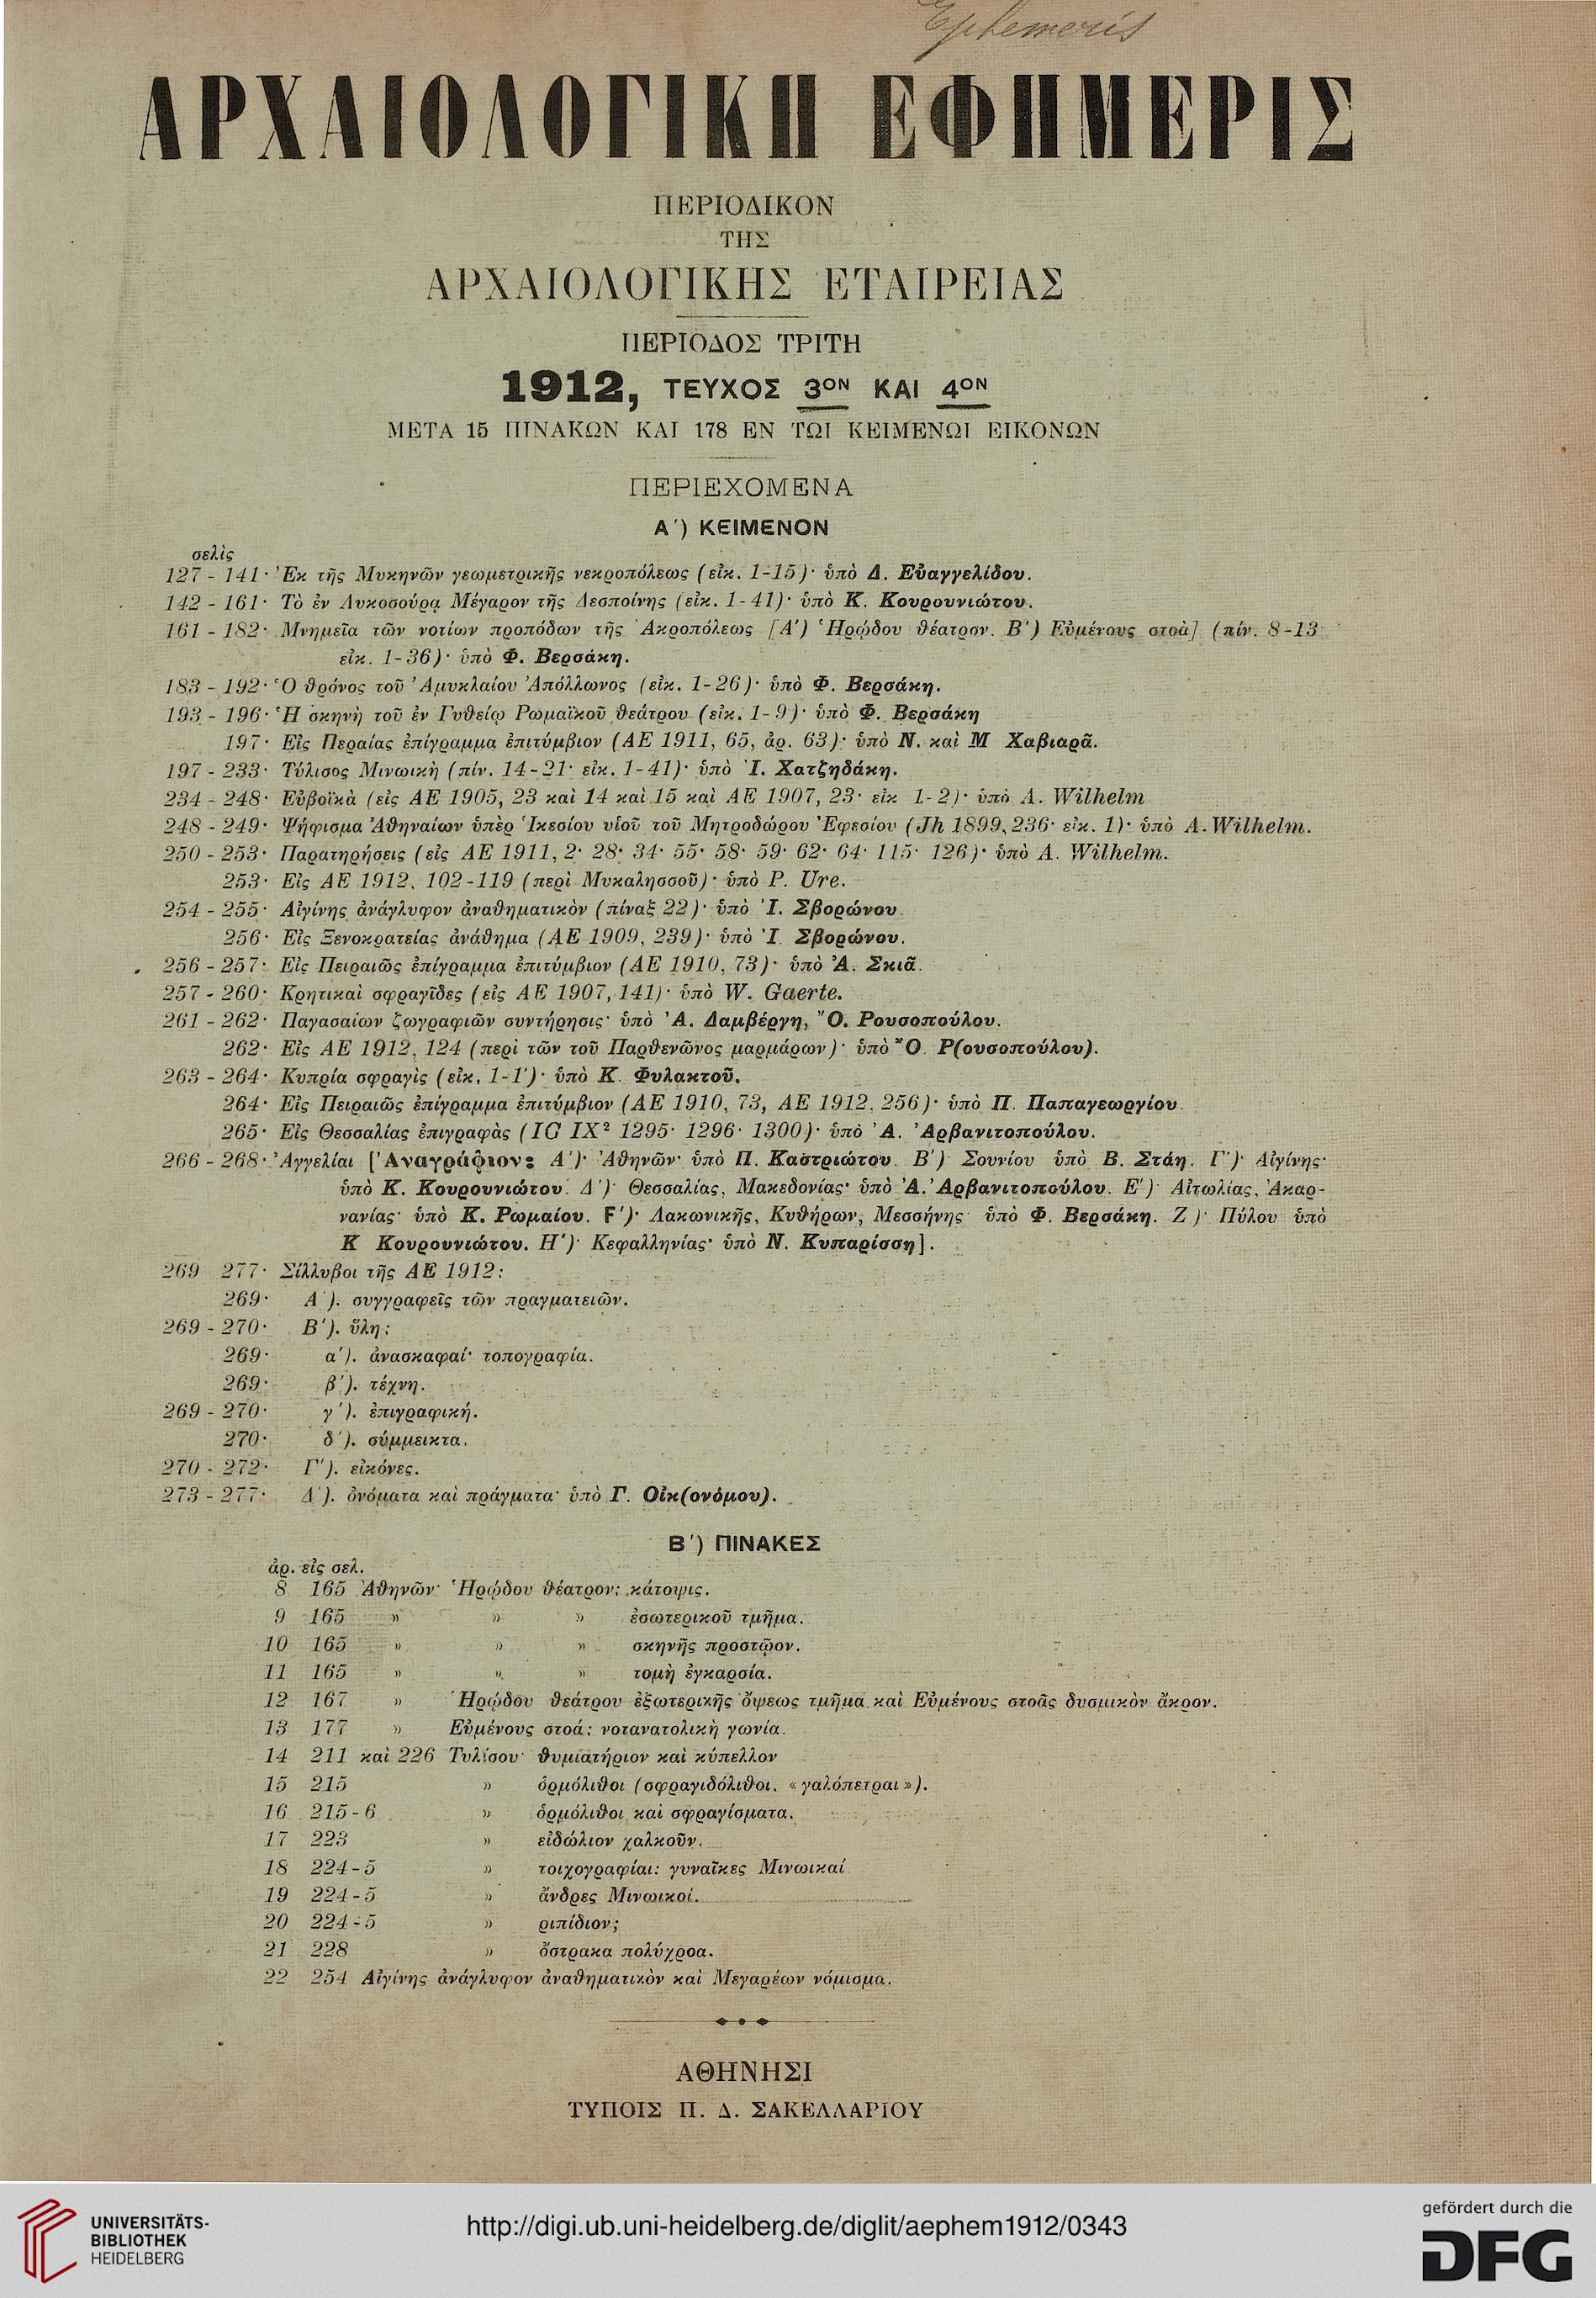 Ephemeris
ΑΡΧΑΙΟΛΟΓΙΚΗ ΕΦΗΜΕΡΙΣ
ΠΕΡΙΟΔΙΚΟΝ
ΤΗΣ
ΑΡΧΑΙΟΛΟΓΙΚΗΣ ΕΤΑΙΡΕΙΑΣ
ΠΕΡΙΟΔΟΣ ΤΡΙΤΗ
1912, ΤΕΥΧΟΣ 3ΟΝ ΚΑΙ 4ΟΝ
ΜΕΤΑ 15 ΠΙΝΑΚΩΝ ΚΑΙ 178 ΕΝ ΤΩΙ ΚΕΙΜΕΝΩΙ ΕΙΚΟΝΩΝ
ΠΕΡΙΕΧΟΜΕΝΑ
Α΄) ΚΕΙΜΕΝΟΝ
σελὶς
127 - 141· Ἐκ τῆς Μυκηνῶν γεωμετρικῆς νεκροπόλεως (εἰκ. 1-15)· ὑπὸ Δ. Εὐαγγελίδου.
142 - 161· Τὸ ἐν Λυκοσούρᾳ Μέγαρον τῆς Δεσποίνης (εἰκ. 1-41)· ὑπὸ Κ. Κουρουνιώτου.
161 - 182· Μνημεῖα τῶν νοτίων προπόδων τῆς Ἀκροπόλεως [Α΄) Ἡρῴδου θέατρον. Β΄) Εὐμένους στοὰ] (πίν. 8-13
εἰκ. 1-36)· ὑπὸ Φ. Βερσάκη.
183 - 192· Ὁ θρόνος τοῦ Ἀμυκλαίου Ἀπόλλωνος (εἰκ. 1-26)· ὑπὸ Φ. Βερσάκη.
193 - 196· Ἡ σκηνὴ τοῦ ἐν Γυθείῳ Ρωμαϊκοῦ θεάτρου (εἰκ. 1-9)· ὑπὸ Φ. Βερσάκη
197· Εἰς Περαίας ἐπίγραμμα ἐπιτύμβιον (ΑΕ 1911, 65, ἀρ. 63)· ὑπὸ Ν. καὶ Μ Χαβιαρᾶ.
197 - 233· Τύλισος Μινωικὴ (πίν. 14-21· εἰκ. 1-41)· ὑπὸ Ἰ. Χατζηδάκη.
234 - 248· Εὐβοϊκὰ (εἰς ΑΕ 1905, 23 καὶ 14 καὶ 15 καὶ ΑΕ 1907, 23· εἰκ 1-2)· ὑπὸ A. Wilhelm
248 - 249· Ψήφισμα Ἀθηναίων ὑπὲρ Ἱκεσίου υἱοῦ τοῦ Μητροδώρου Ἐφεσίου (Jh 1899, 236· εἰκ. 1)· ὑπὸ A. Wilhelm.
250 - 253· Παρατηρήσεις (εἰς ΑΕ 1911, 2· 28· 34· 55· 58· 59· 62· 64· 115· 126)· ὑπὸ A. Wilhelm.
253· Εἰς ΑΕ 1912, 102-119 (περὶ Μυκαλησσοῦ)· ὑπὸ P. Ure.
254 - 255· Αἰγίνης ἀνάγλυφον ἀναθηματικὸν (πίναξ 22)· ὑπὸ Ἰ. Σβορώνου.
256· Εἰς Ξενοκρατείας ἀνάθημα (ΑΕ 1909, 239)· ὑπὸ Ἰ. Σβορώνου.
256 - 257· Εἰς Πειραιῶς ἐπίγραμμα ἐπιτύμβιον (ΑΕ 1910, 73)· ὑπὸ Ἀ. Σκιᾶ.
257 - 260· Κρητικαὶ σφραγῖδες (εἰς ΑΕ 1907, 141)· ὑπὸ W. Gaerte.
261 - 262· Παγασαίων ζωγραφιῶν συντήρησις· ὑπὸ Ἀ. Δαμβέργη, Ὄ. Ρουσοπούλου.
262· Εἰς ΑΕ 1912, 124 (περὶ τῶν τοῦ Παρθενῶνος μαρμάρων)· ὑπὸ Ὄ. Ρ(ουσοπούλου).
263 - 264· Κυπρία σφραγὶς (εἰκ. 1-1΄)· ὑπὸ Κ. Φυλακτοῦ.
264· Εἰς Πειραιῶς ἐπίγραμμα ἐπιτύμβιον (ΑΕ 1910, 73, ΑΕ 1912. 256)· ὑπὸ Π. Παπαγεωργίου
265· Εἰς Θεσσαλίας ἐπιγραφὰς (IG IX² 1295· 1296· 1300)· ὑπὸ Ἀ. Ἀρβανιτοπούλου.
266 - 268· Ἀγγελίαι [Ἀναγράφιον: Α΄)· Ἀθηνῶν· ὑπὸ Π. Καστριώτου. Β΄) Σουνίου ὑπὸ Β. Στάη. Γ΄)· Αἰγίνης·
ὑπὸ Κ. Κουρουνιώτου. Δ΄)· Θεσσαλίας, Μακεδονίας· ὑπὸ Ἀ. Ἀρβανιτοπούλου. Ε΄)· Αἰτωλίας, Ἀκαρ-
νανίας· ὑπὸ Κ. Ρωμαίου. Ϝ΄)· Λακωνικῆς, Κυθήρων, Μεσσήνης ὑπὸ Φ. Βερσάκη. Ζ)· Πύλου ὑπὸ
Κ Κουρουνιώτου. Η΄)· Κεφαλληνίας· ὑπὸ Ν. Κυπαρίσση].
269 277· Σίλλυβοι τῆς ΑΕ 1912:
269· Α΄). συγγραφεῖς τῶν πραγματειῶν.
269 - 270· Β΄). ὕλη:
269· α΄). ἀνασκαφαί· τοπογραφία.
269· β΄). τέχνη.
269 - 270· γ΄). ἐπιγραφική.
270· δ΄). σύμμεικτα.
270 - 272· Γ΄). εἰκόνες.
273 - 277· Δ΄). ὀνόματα καὶ πράγματα· ὑπὸ Γ. Οἰκ(ονόμου).
Β΄) ΠΙΝΑΚΕΣ
ἀρ. εἰς σελ.
8 165 Ἀθηνῶν· Ἡρῴδου θέατρον: κάτοψις.
9 165 » » » ἐσωτερικοῦ τμῆμα.
10 165 » » » σκηνῆς προστῷον.
11 165 » » » τομὴ ἐγκαρσία.
12 167 » Ἡρῴδου θεάτρου ἐξωτερικῆς ὄψεως τμῆμα καὶ Εὐμένους στοᾶς δυσμικὸν ἄκρον.
13 177 » Εὐμένους στοά: νοτανατολικὴ γωνία.
14 211 καὶ 226 Τυλίσου· θυμιατήριον καὶ κύπελλον
15 215 » ὁρμόλιθοι (σφραγιδόλιθοι. «γαλόπετραι»).
16 215-6 » ὁρμόλιθοι καὶ σφραγίσματα.
17 223 » εἰδώλιον χαλκοῦν.
18 224-5 » τοιχογραφίαι: γυναῖκες Μινωικαί
19 224-5 » ἄνδρες Μινωικοί.
20 224-5 » ριπίδιον;
21 228 » ὄστρακα πολύχροα.
22 254 Αἰγίνης ἀνάγλυφον ἀναθηματικὸν καὶ Μεγαρέων νόμισμα.
ΑΘΗΝΗΣΙ
ΤΥΠΟΙΣ Π. Δ. ΣΑΚΕΛΛΑΡΙΟΥ
UNIVERSITÄTS-
BIBLIOTHEK
HEIDELBERG
http://digi.ub.uni-heidelberg.de/diglit/aephem1912/0343
gefördert durch die
DFG